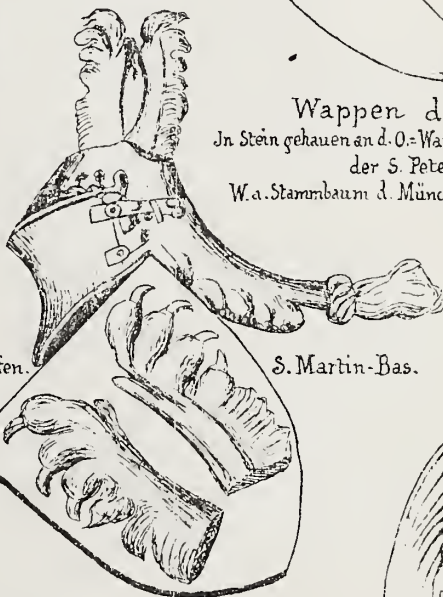 Wappen d
Jn Stein gehauen an d. O.=Wa
der S. Pete
W. a. Stammbaum d. Münc
fen.
S. Martin-Bas.